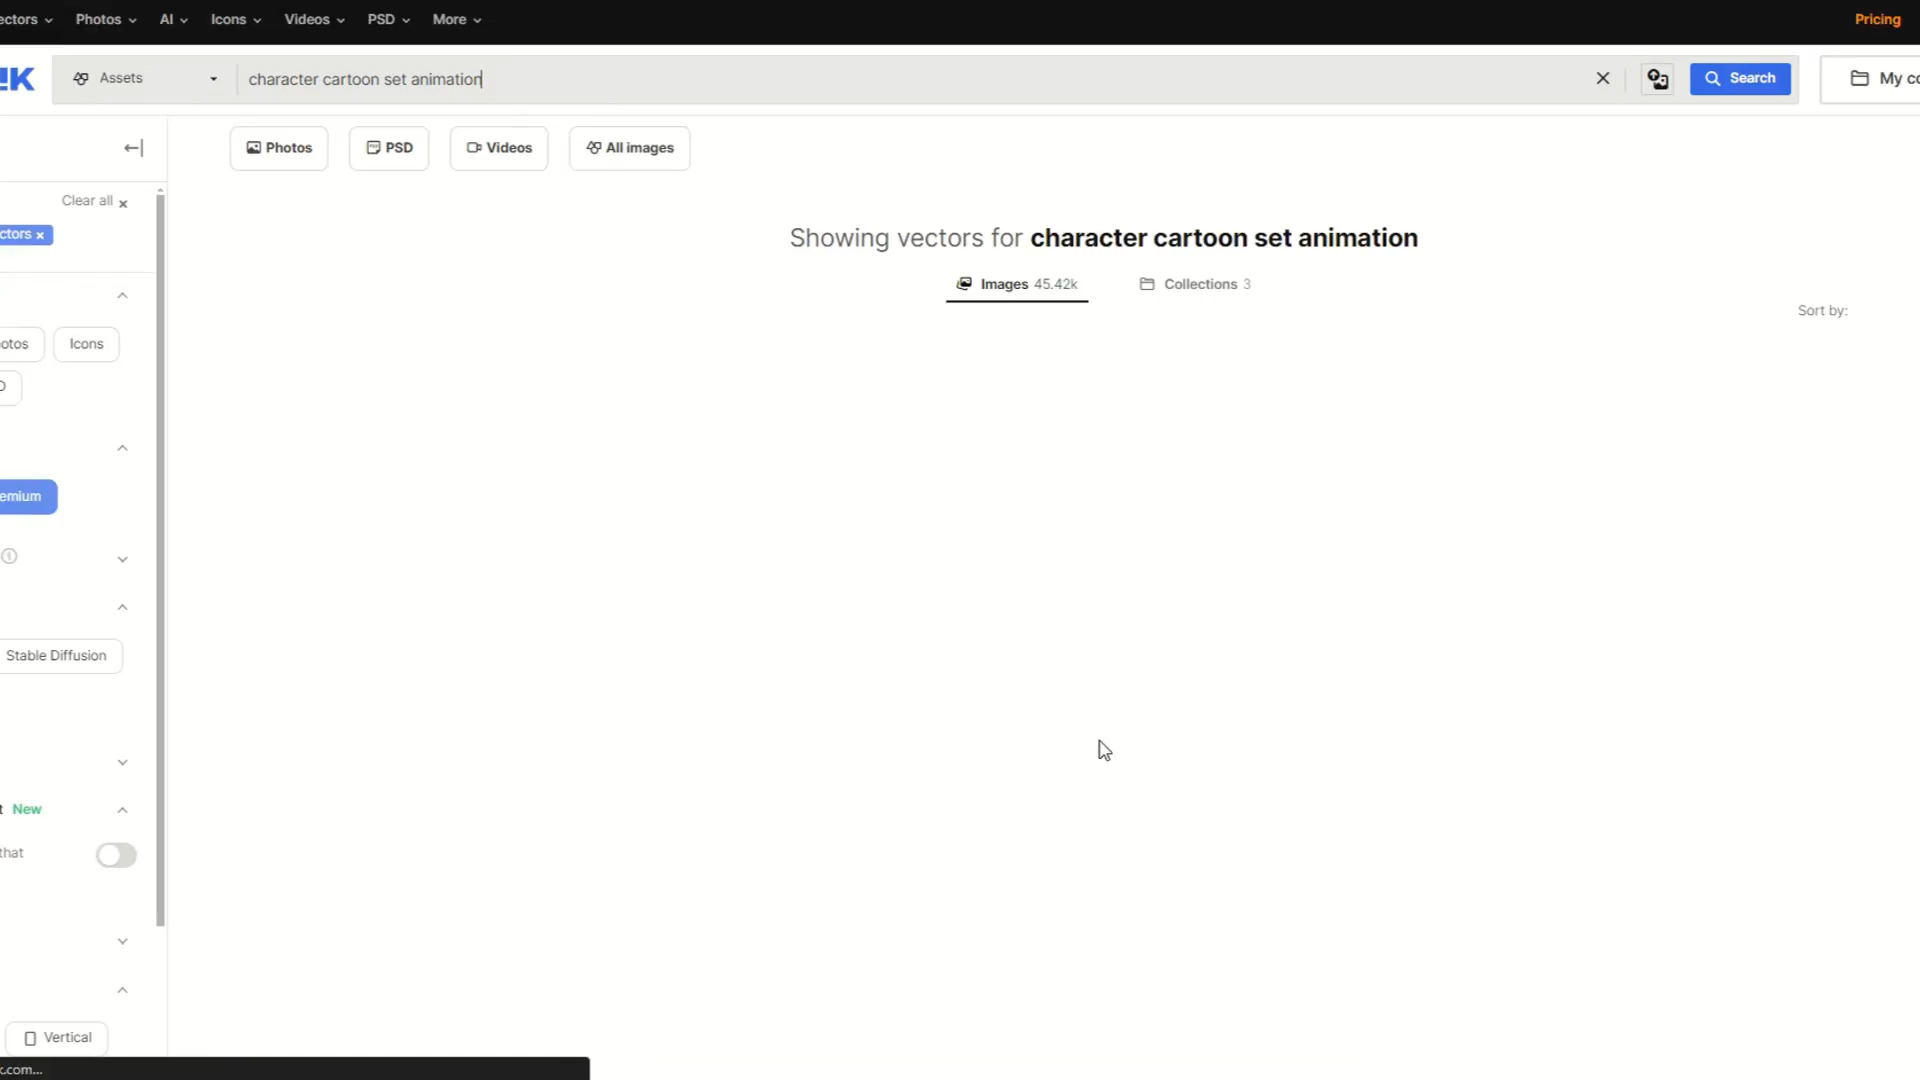 ectors Photos AI Icons Videos PSD More Pricing
IK Assets character cartoon set animation Search My co
Photos PSD Videos All images
Clear all
ctors
Showing vectors for character cartoon set animation
Images 45.42k Collections 3
Sort by:
otos Icons
D
emium
Stable Diffusion
t New
that
Vertical
k.com...